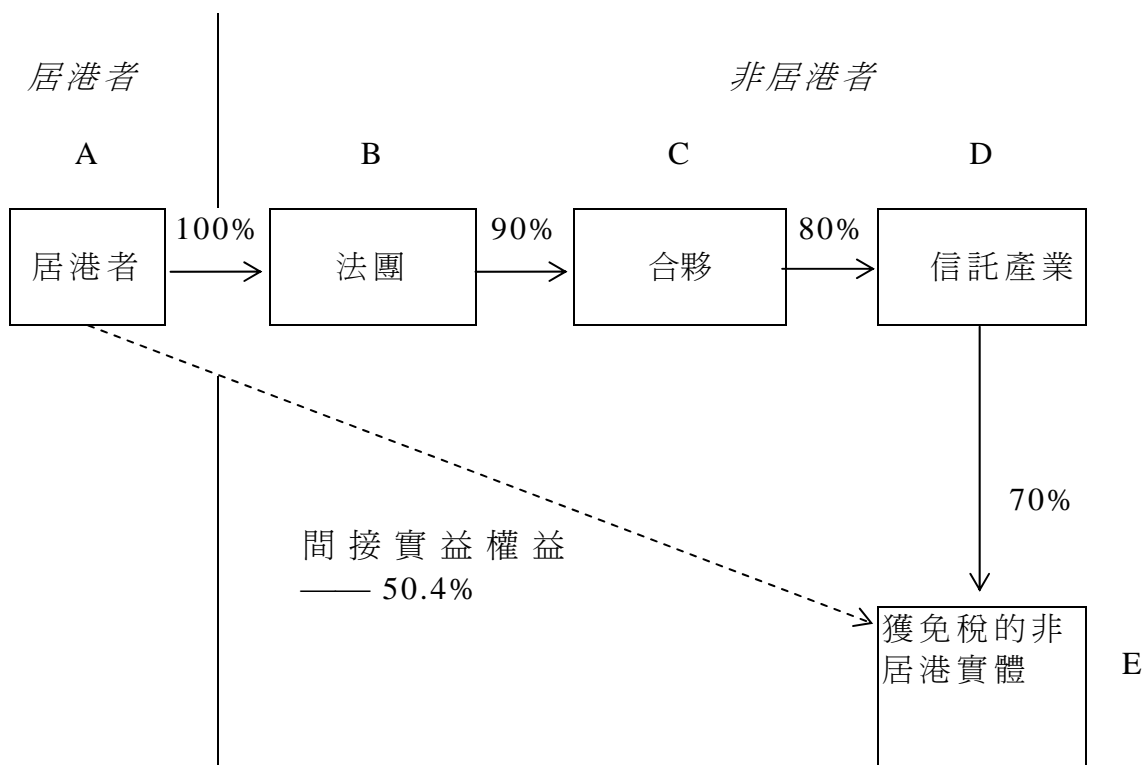 居港者
非居港者
A
B
C
D
居港者
100%
法團
90%
合夥
80%
信託產業
70%
間接實益權益
—— 50.4%
獲免稅的非
居港實體
E